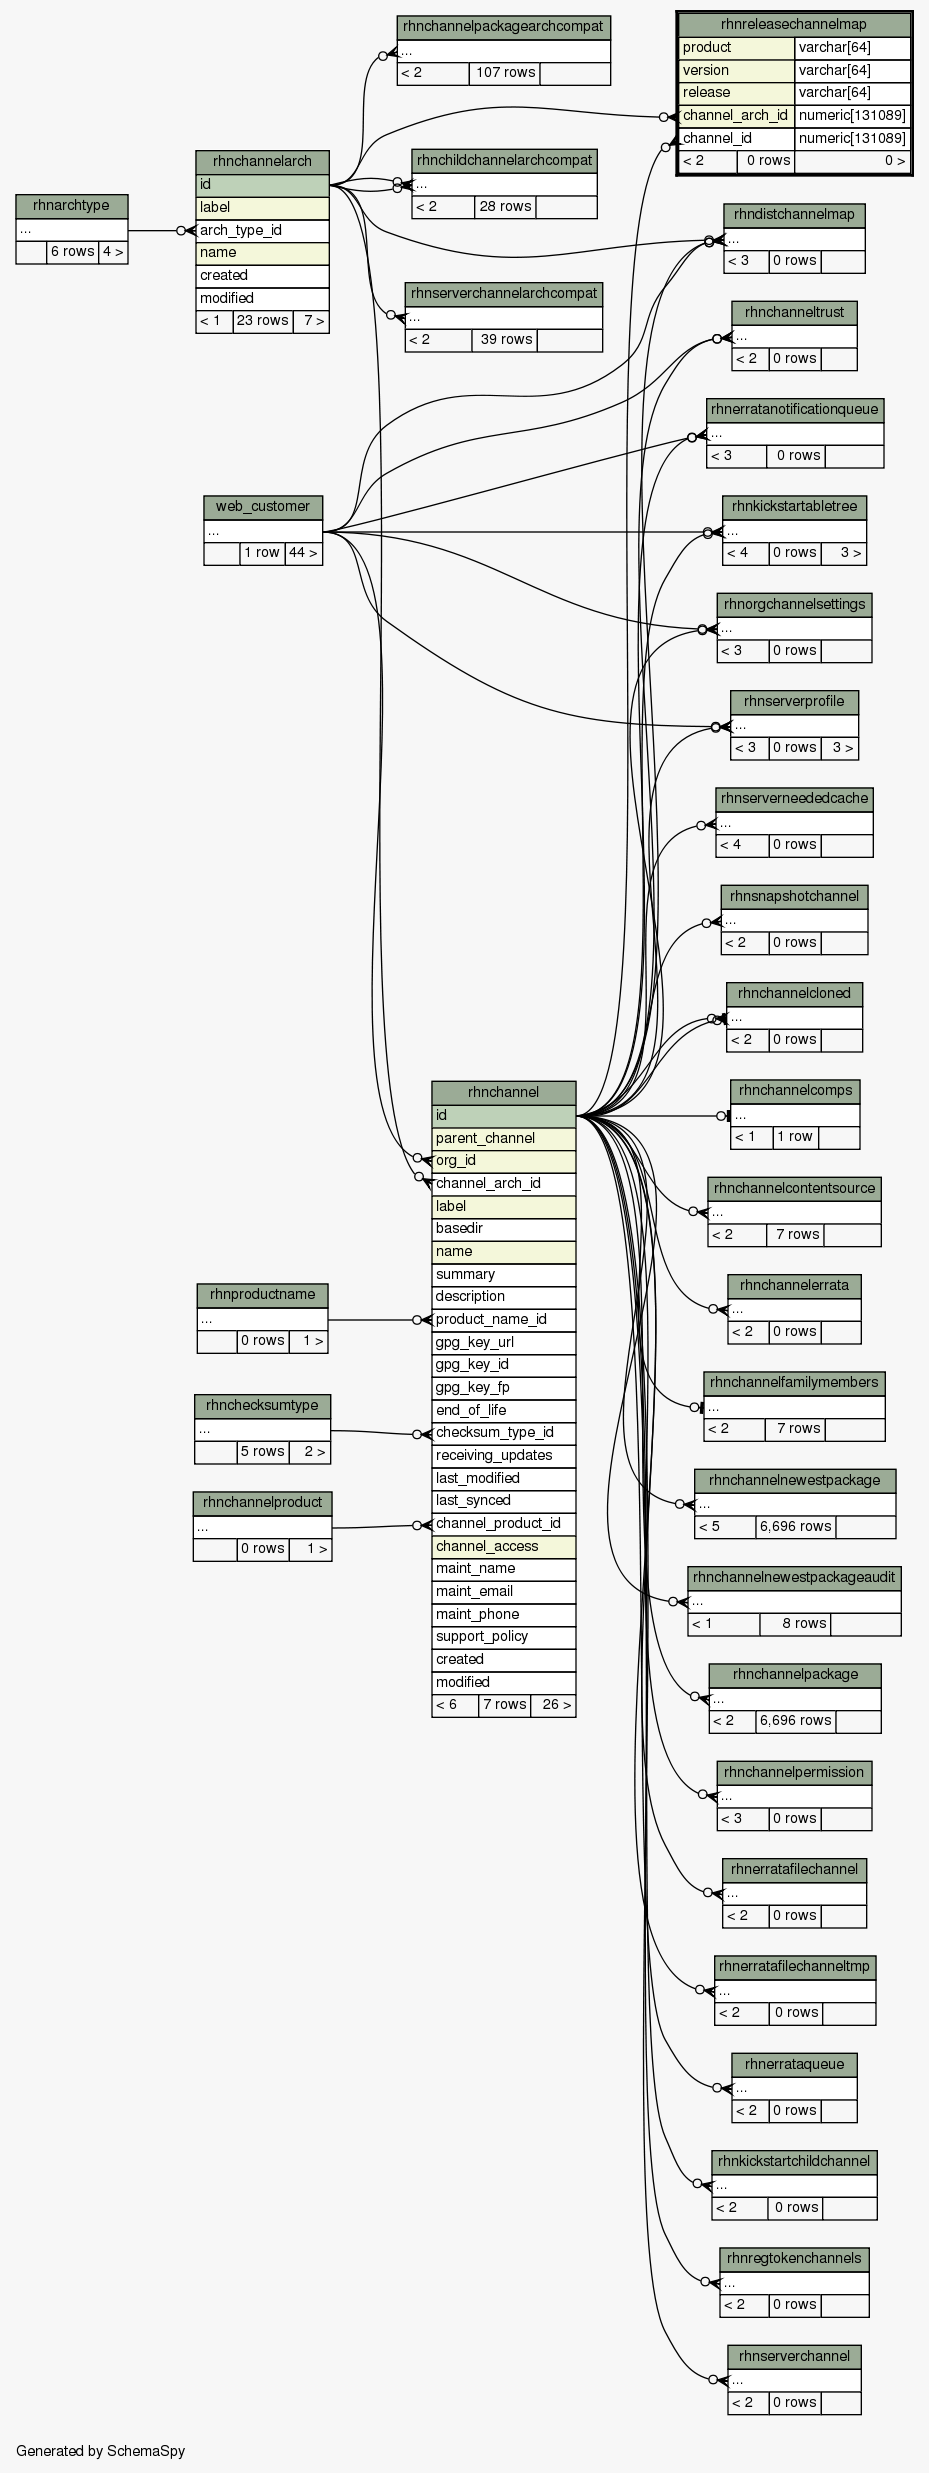 rhnchannelpackagearchcompat
...
< 2 107 rows
rhnreleasechannelmap
product varchar[64]
version varchar[64]
release varchar[64]
channel_arch_id numeric[131089]
channel_id numeric[131089]
< 2 0 rows 0 >
rhnchannelarch
id
label
arch_type_id
name
created
modified
< 1 23 rows 7 >
rhnchildchannelarchcompat
...
< 2 28 rows
rhnarchtype
...
6 rows 4 >
rhndistchannelmap
...
< 3 0 rows
rhnserverchannelarchcompat
...
< 2 39 rows
rhnchanneltrust
...
< 2 0 rows
rhnerratanotificationqueue
...
< 3 0 rows
web_customer
...
1 row 44 >
rhnkickstartabletree
...
< 4 0 rows 3 >
rhnorgchannelsettings
...
< 3 0 rows
rhnserverprofile
...
< 3 0 rows 3 >
rhnserverneededcache
...
< 4 0 rows
rhnsnapshotchannel
...
< 2 0 rows
rhnchannelcloned
...
< 2 0 rows
rhnchannel
id
parent_channel
org_id
channel_arch_id
label
basedir
name
summary
description
product_name_id
gpg_key_url
gpg_key_id
gpg_key_fp
end_of_life
checksum_type_id
receiving_updates
last_modified
last_synced
channel_product_id
channel_access
maint_name
maint_email
maint_phone
support_policy
created
modified
< 6 7 rows 26 >
rhnchannelcomps
...
< 1 1 row
rhnchannelcontentsource
...
< 2 7 rows
rhnproductname
...
0 rows 1 >
rhnchannelerrata
...
< 2 0 rows
rhnchecksumtype
...
5 rows 2 >
rhnchannelfamilymembers
...
< 2 7 rows
rhnchannelproduct
...
0 rows 1 >
rhnchannelnewestpackage
...
< 5 6,696 rows
rhnchannelnewestpackageaudit
...
< 1 8 rows
rhnchannelpackage
...
< 2 6,696 rows
rhnchannelpermission
...
< 3 0 rows
rhnerratafilechannel
...
< 2 0 rows
rhnerratafilechanneltmp
...
< 2 0 rows
rhnerrataqueue
...
< 2 0 rows
rhnkickstartchildchannel
...
< 2 0 rows
rhnregtokenchannels
...
< 2 0 rows
rhnserverchannel
...
< 2 0 rows
Generated by SchemaSpy